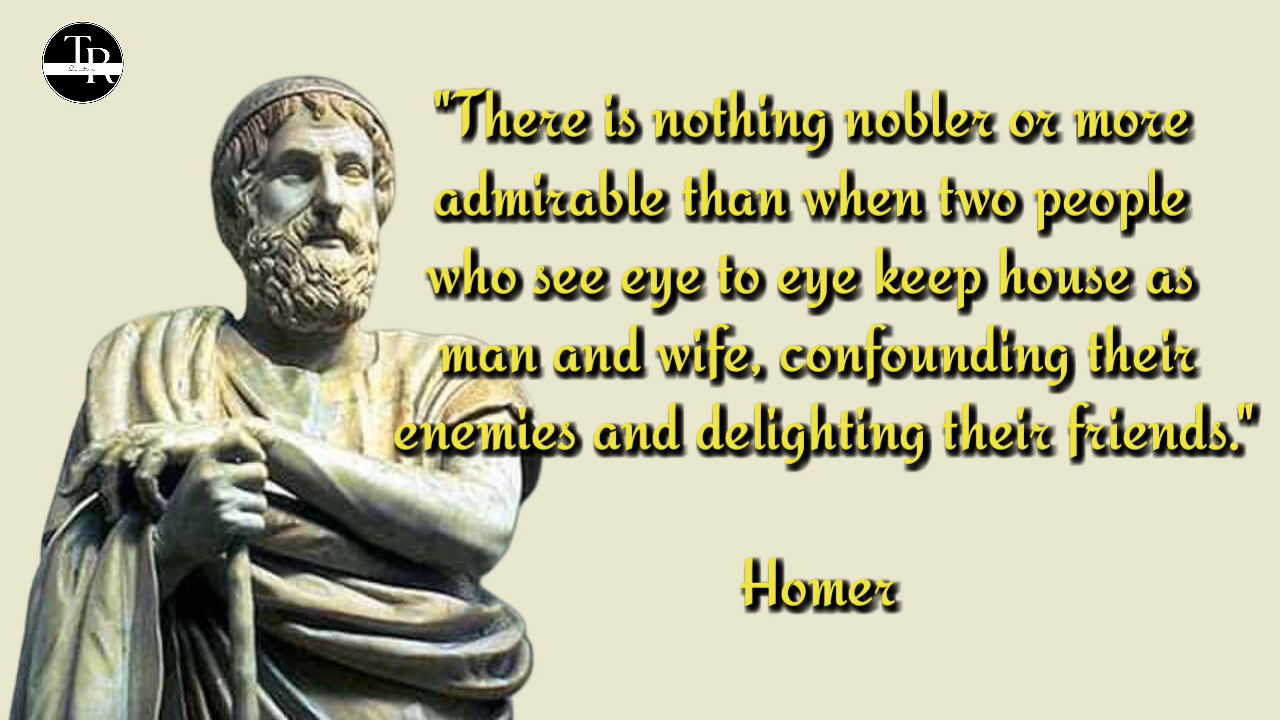 TR
"There is nothing nobler or more
admirable than when two people
who see eye to eye keep house as
man and wife, confounding their
enemies and delighting their friends."
Homer